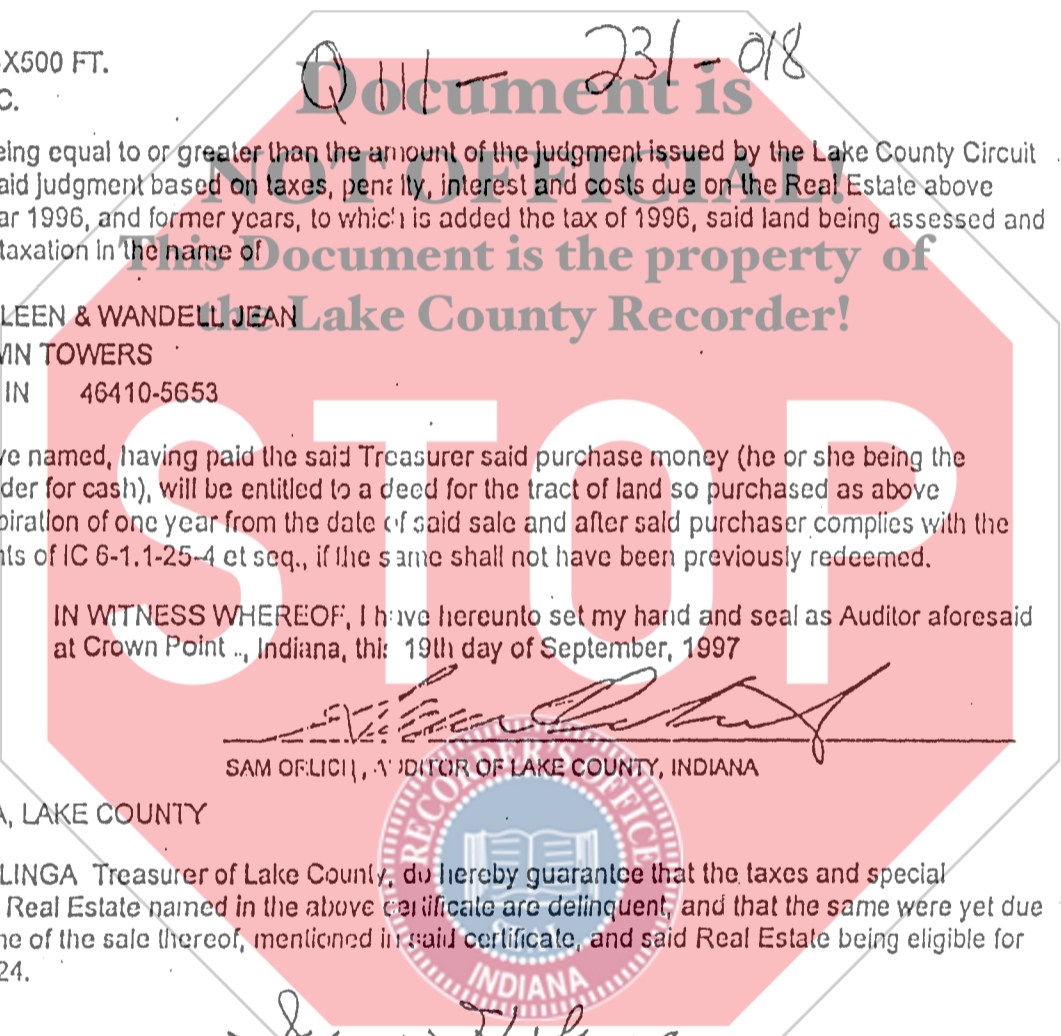 X500 FT.
Q 111 - 231-018
C.
Document is
NOT OFFICIAL!
This Document is the property of
the Lake County Recorder!
eing equal to or greater than the amount of the judgment issued by the Lake County Circuit
aid judgment based on taxes, penalty, interest and costs due on the Real Estate above
ar 1996, and former years, to which is added the tax of 1996, said land being assessed and
taxation in the name of
LEEN & WANDELL JEAN
TOWERS
IN 46410-5653
STOP
ve named, having paid the said Treasurer said purchase money (he or she being the
der for cash), will be entitled to a deed for the tract of land so purchased as above
piration of one year from the date of said sale and after said purchaser complies with the
ts of IC 6-1.1-25-4 et seq., if the same shall not have been previously redeemed.
IN WITNESS WHEREOF, I have hereunto set my hand and seal as Auditor aforesaid
at Crown Point .., Indiana, this 19th day of September, 1997
SAM ORLICH, AUDITOR OF LAKE COUNTY, INDIANA
RECORDER'S OFFICE
INDIANA
A, LAKE COUNTY
LINGA Treasurer of Lake County, do hereby guarantee that the taxes and special
Real Estate named in the above certificate are delinquent, and that the same were yet due
e of the sale thereof, mentioned in said certificate, and said Real Estate being eligible for
24.